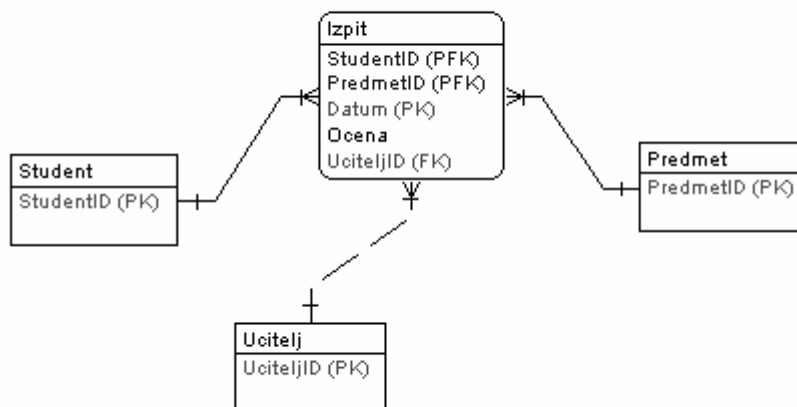 Izpit
StudentID (PFK)
PredmetID (PFK)
Datum (PK)
Ocena
UciteljID (FK)
Student
StudentID (PK)
Predmet
PredmetID (PK)
Ucitelj
UciteljID (PK)